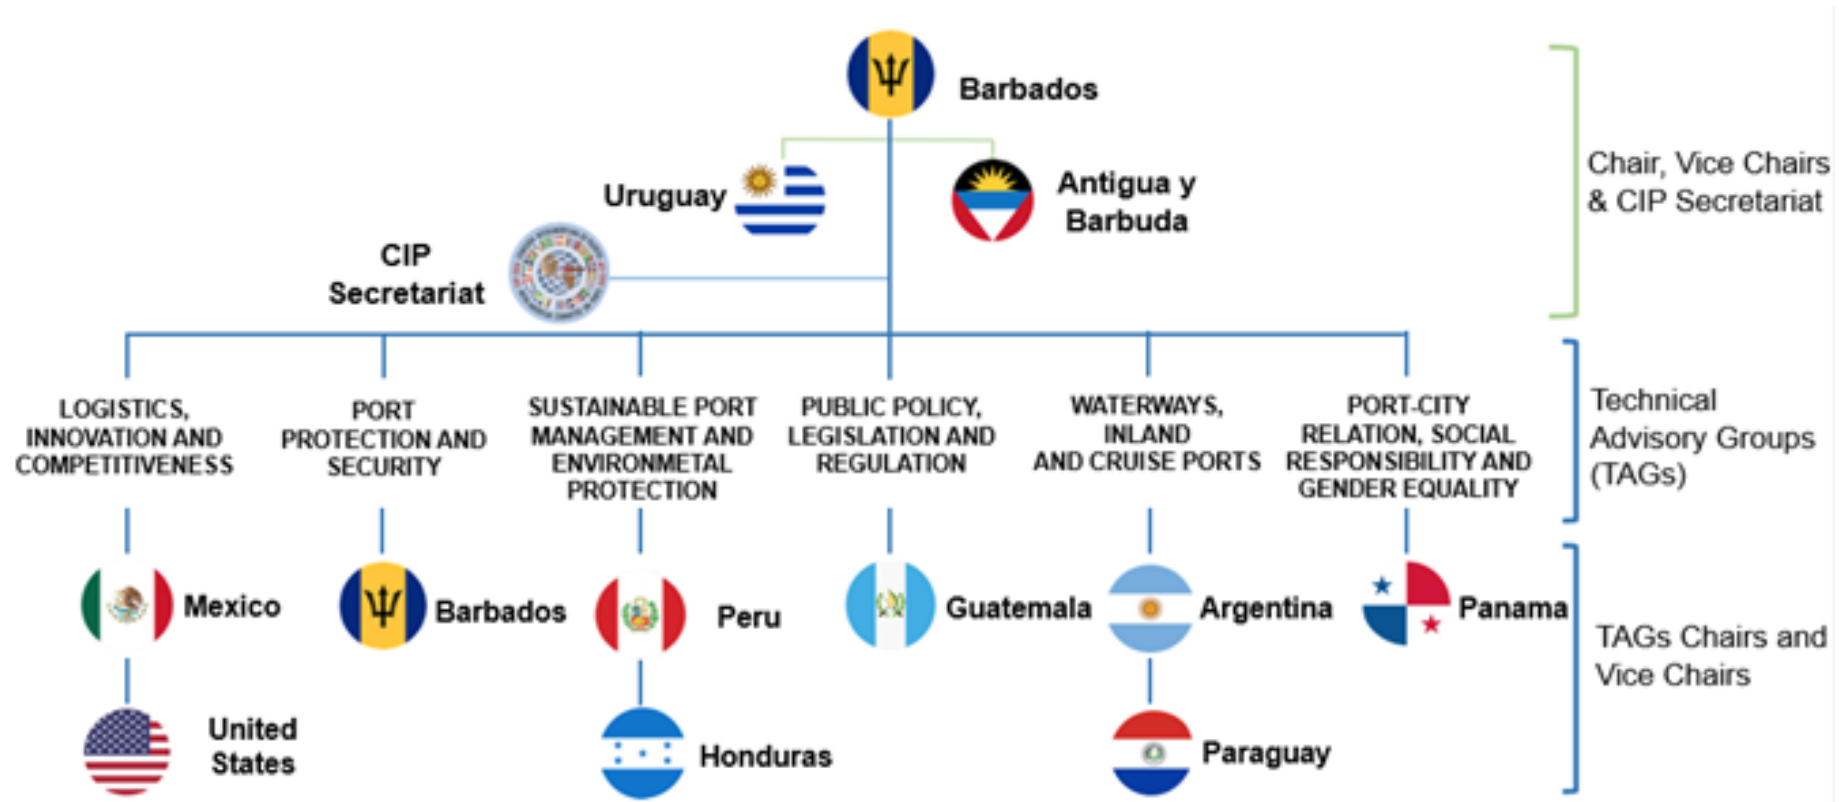 Barbados
Uruguay
Antigua y
Barbuda
CIP
Secretariat
Chair, Vice Chairs
& CIP Secretariat
LOGISTICS,
INNOVATION AND
COMPETITIVENESS
PORT
PROTECTION AND
SECURITY
SUSTAINABLE PORT
MANAGEMENT AND
ENVIRONMETAL
PROTECTION
PUBLIC POLICY,
LEGISLATION AND
REGULATION
WATERWAYS,
INLAND
AND CRUISE PORTS
PORT-CITY
RELATION, SOCIAL
RESPONSIBILITY AND
GENDER EQUALITY
Technical
Advisory Groups
(TAGs)
Mexico
Barbados
Peru
Guatemala
Argentina
Panama
TAGs Chairs and
Vice Chairs
United
States
Honduras
Paraguay